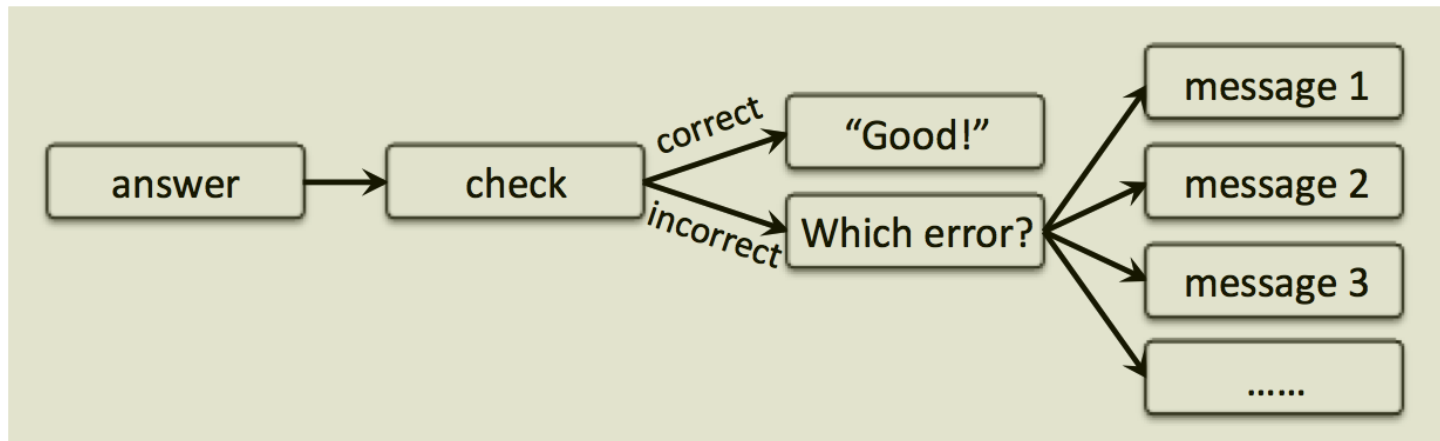 answer
check
correct
incorrect
“Good!”
Which error?
message 1
message 2
message 3
......